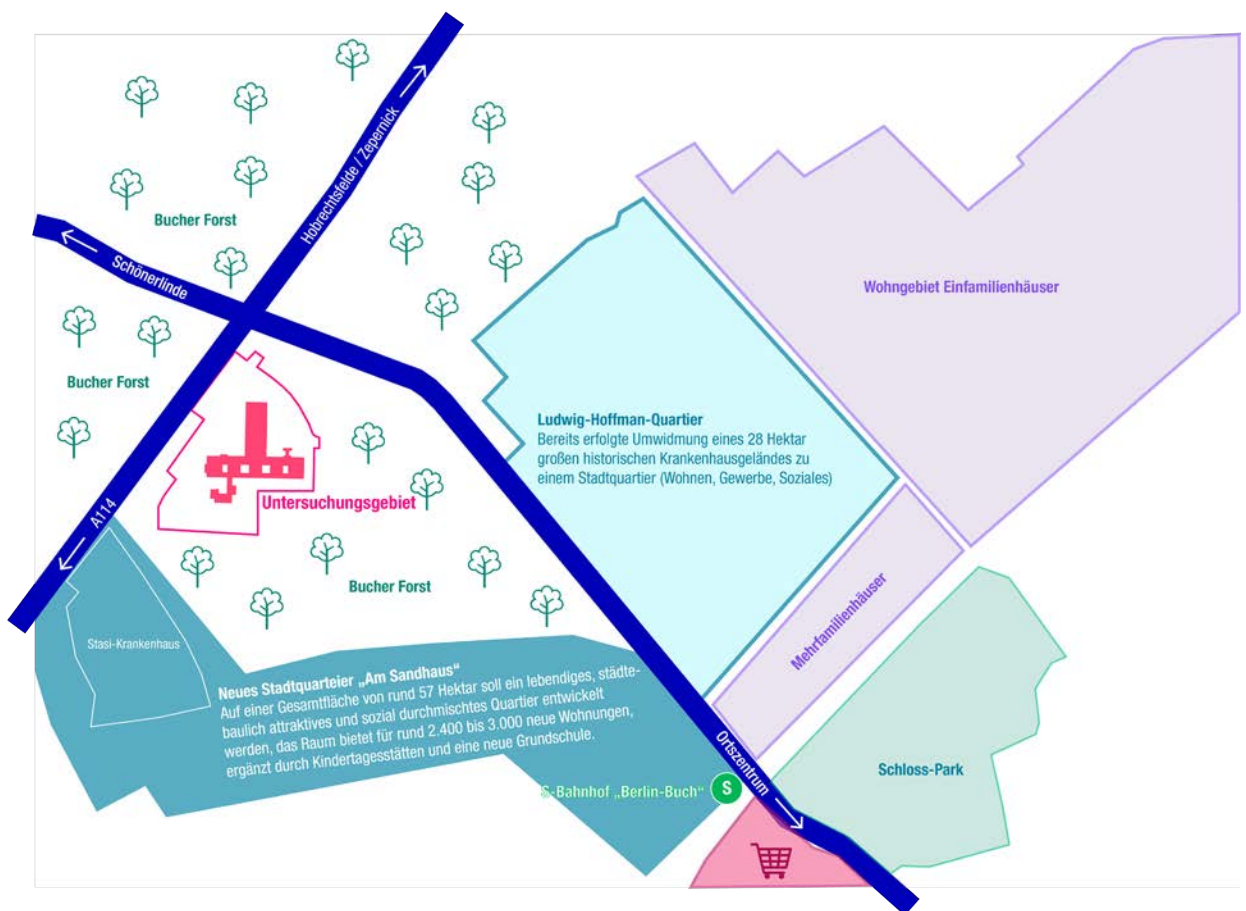 Hobrechtsfelde / Zepernick
Bucher Forst
Schönerlinde
Wohngebiet Einfamilienhäuser
Bucher Forst
Ludwig-Hoffman-Quartier
Bereits erfolgte Umwidmung eines 28 Hektar
großen historischen Krankenhausgeländes zu
einem Stadtquartier (Wohnen, Gewerbe, Soziales)
Untersuchungsgebiet
A114
Bucher Forst
Mehrfamilienhäuser
Stasi-Krankenhaus
Neues Stadtquarteier „Am Sandhaus“
Auf einer Gesamtfläche von rund 57 Hektar soll ein lebendiges, städte-
baulich attraktives und sozial durchmischtes Quartier entwickelt
werden, das Raum bietet für rund 2.400 bis 3.000 neue Wohnungen,
ergänzt durch Kindertagesstätten und eine neue Grundschule.
Ortszentrum
Schloss-Park
S-Bahnhof „Berlin-Buch“
S